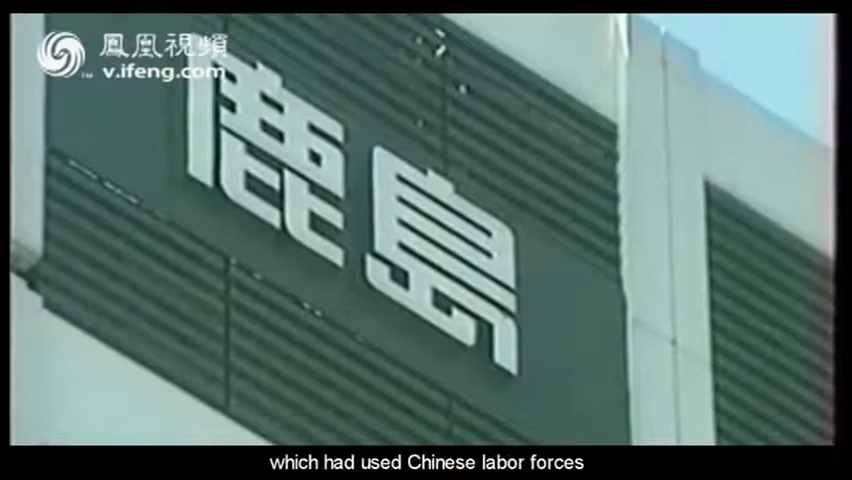 鳳凰視頻
v.ifeng.com
鹿島
which had used Chinese labor forces